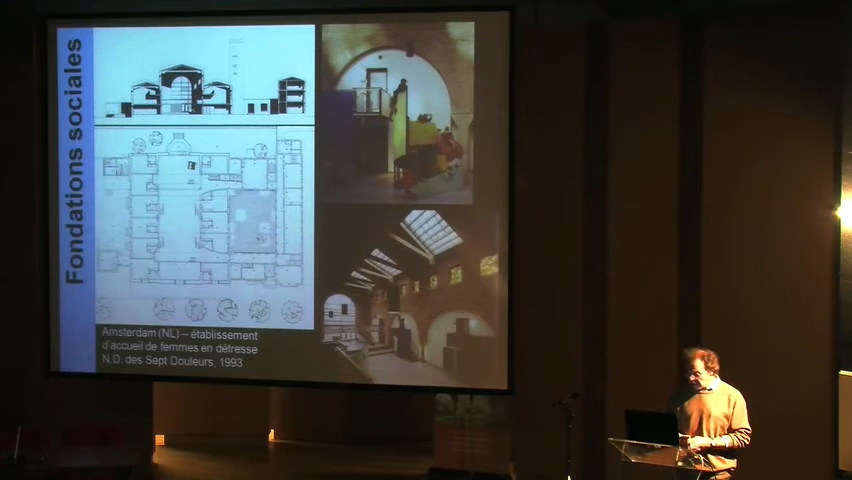 Fondations sociales
Amsterdam (NL) – établissement
d'accueil de femmes en détresse
N.D. des Sept Douleurs, 1993